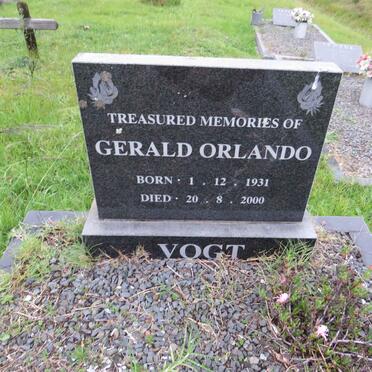 TREASURED MEMORIES OF
GERALD ORLANDO
BORN · 1 . 12 . 1931
DIED · 20 . 8 . 2000
VOGT